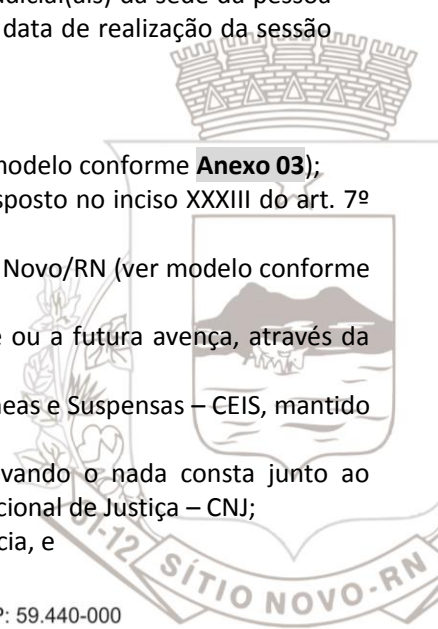 udicial(ais) da sede da pessoa
data de realização da sessão
modelo conforme Anexo 03);
sposto no inciso XXXIII do art. 7º
Novo/RN (ver modelo conforme
e ou a futura avença, através da
neas e Suspensas – CEIS, mantido
vando o nada consta junto ao
cional de Justiça – CNJ;
cia, e
SÍTIO NOVO-RN
P: 59.440-000